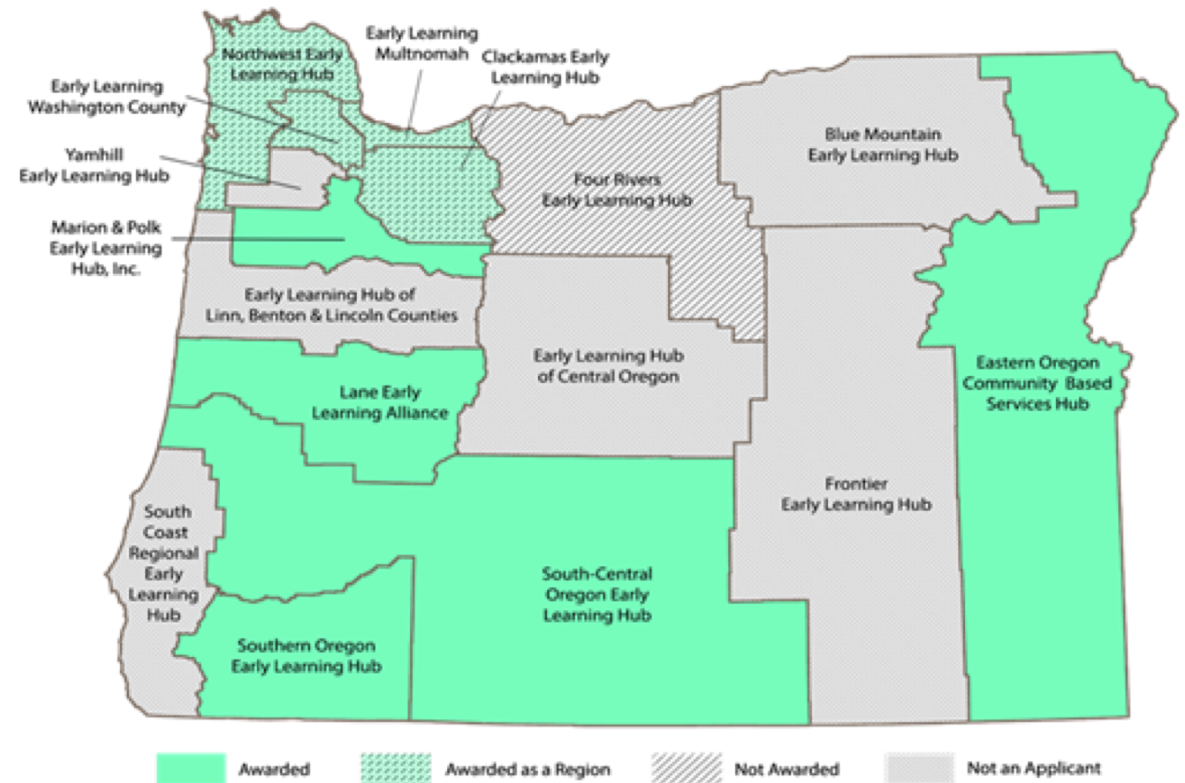 Northwest Early
Learning Hub
Early Learning
Multnomah
Clackamas Early
Learning Hub
Early Learning
Washington County
Yamhill
Early Learning Hub
Marion & Polk
Early Learning
Hub, Inc.
Blue Mountain
Early Learning Hub
Four Rivers
Early Learning Hub
Early Learning Hub of
Linn, Benton & Lincoln Counties
Early Learning Hub
of Central Oregon
Lane Early
Learning Alliance
Eastern Oregon
Community Based
Services Hub
Frontier
Early Learning Hub
South
Coast
Regional
Early
Learning
Hub
South-Central
Oregon Early
Learning Hub
Southern Oregon
Early Learning Hub
Awarded
Awarded as a Region
Not Awarded
Not an Applicant